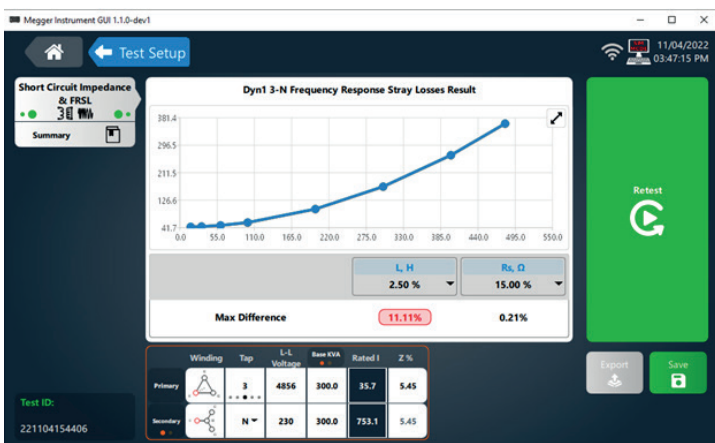 Megger Instrument GUI 1.1.0-dev1
Test Setup
11/04/2022
03:47:15 PM
Short Circuit Impedance
& FRSL
Summary
Dyn1 3-N Frequency Response Stray Losses Result
381.4
296.5
211.5
126.6
41.7
0.0 55.0 110.0 165.0 220.0 275.0 330.0 385.0 440.0 495.0 550.0
L, H Rs, Ω
2.50 % 15.00 %
Max Difference 11.11% 0.21%
Retest
Winding Tap L-L Voltage Base KVA Rated I Z %
Primary 3 4856 300.0 35.7 5.45
Secondary N 230 300.0 753.1 5.45
Export Save
Test ID:
221104154406